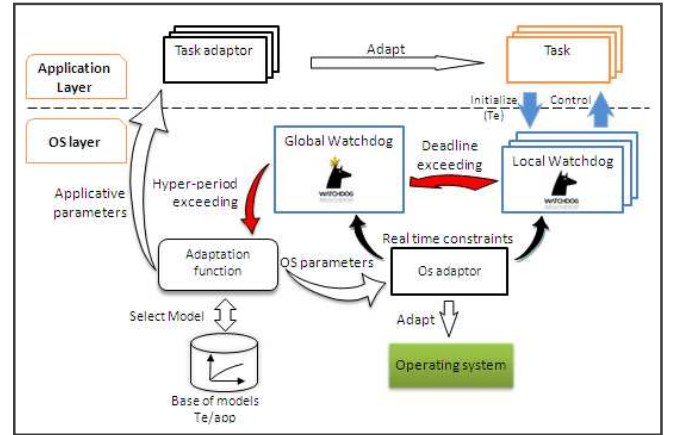 Task adaptor
Adapt
Task
Application
Layer
Initialize
(Te)
Control
OS layer
Global Watchdog
WATCHDOG
Deadline
exceeding
Local Watchdog
WATCHDOG
Hyper-period
exceeding
Applicative
parameters
Real time constraints
Adaptation
function
OS parameters
Os adaptor
Select Model
Adapt
Operating system
Base of models
Te/app